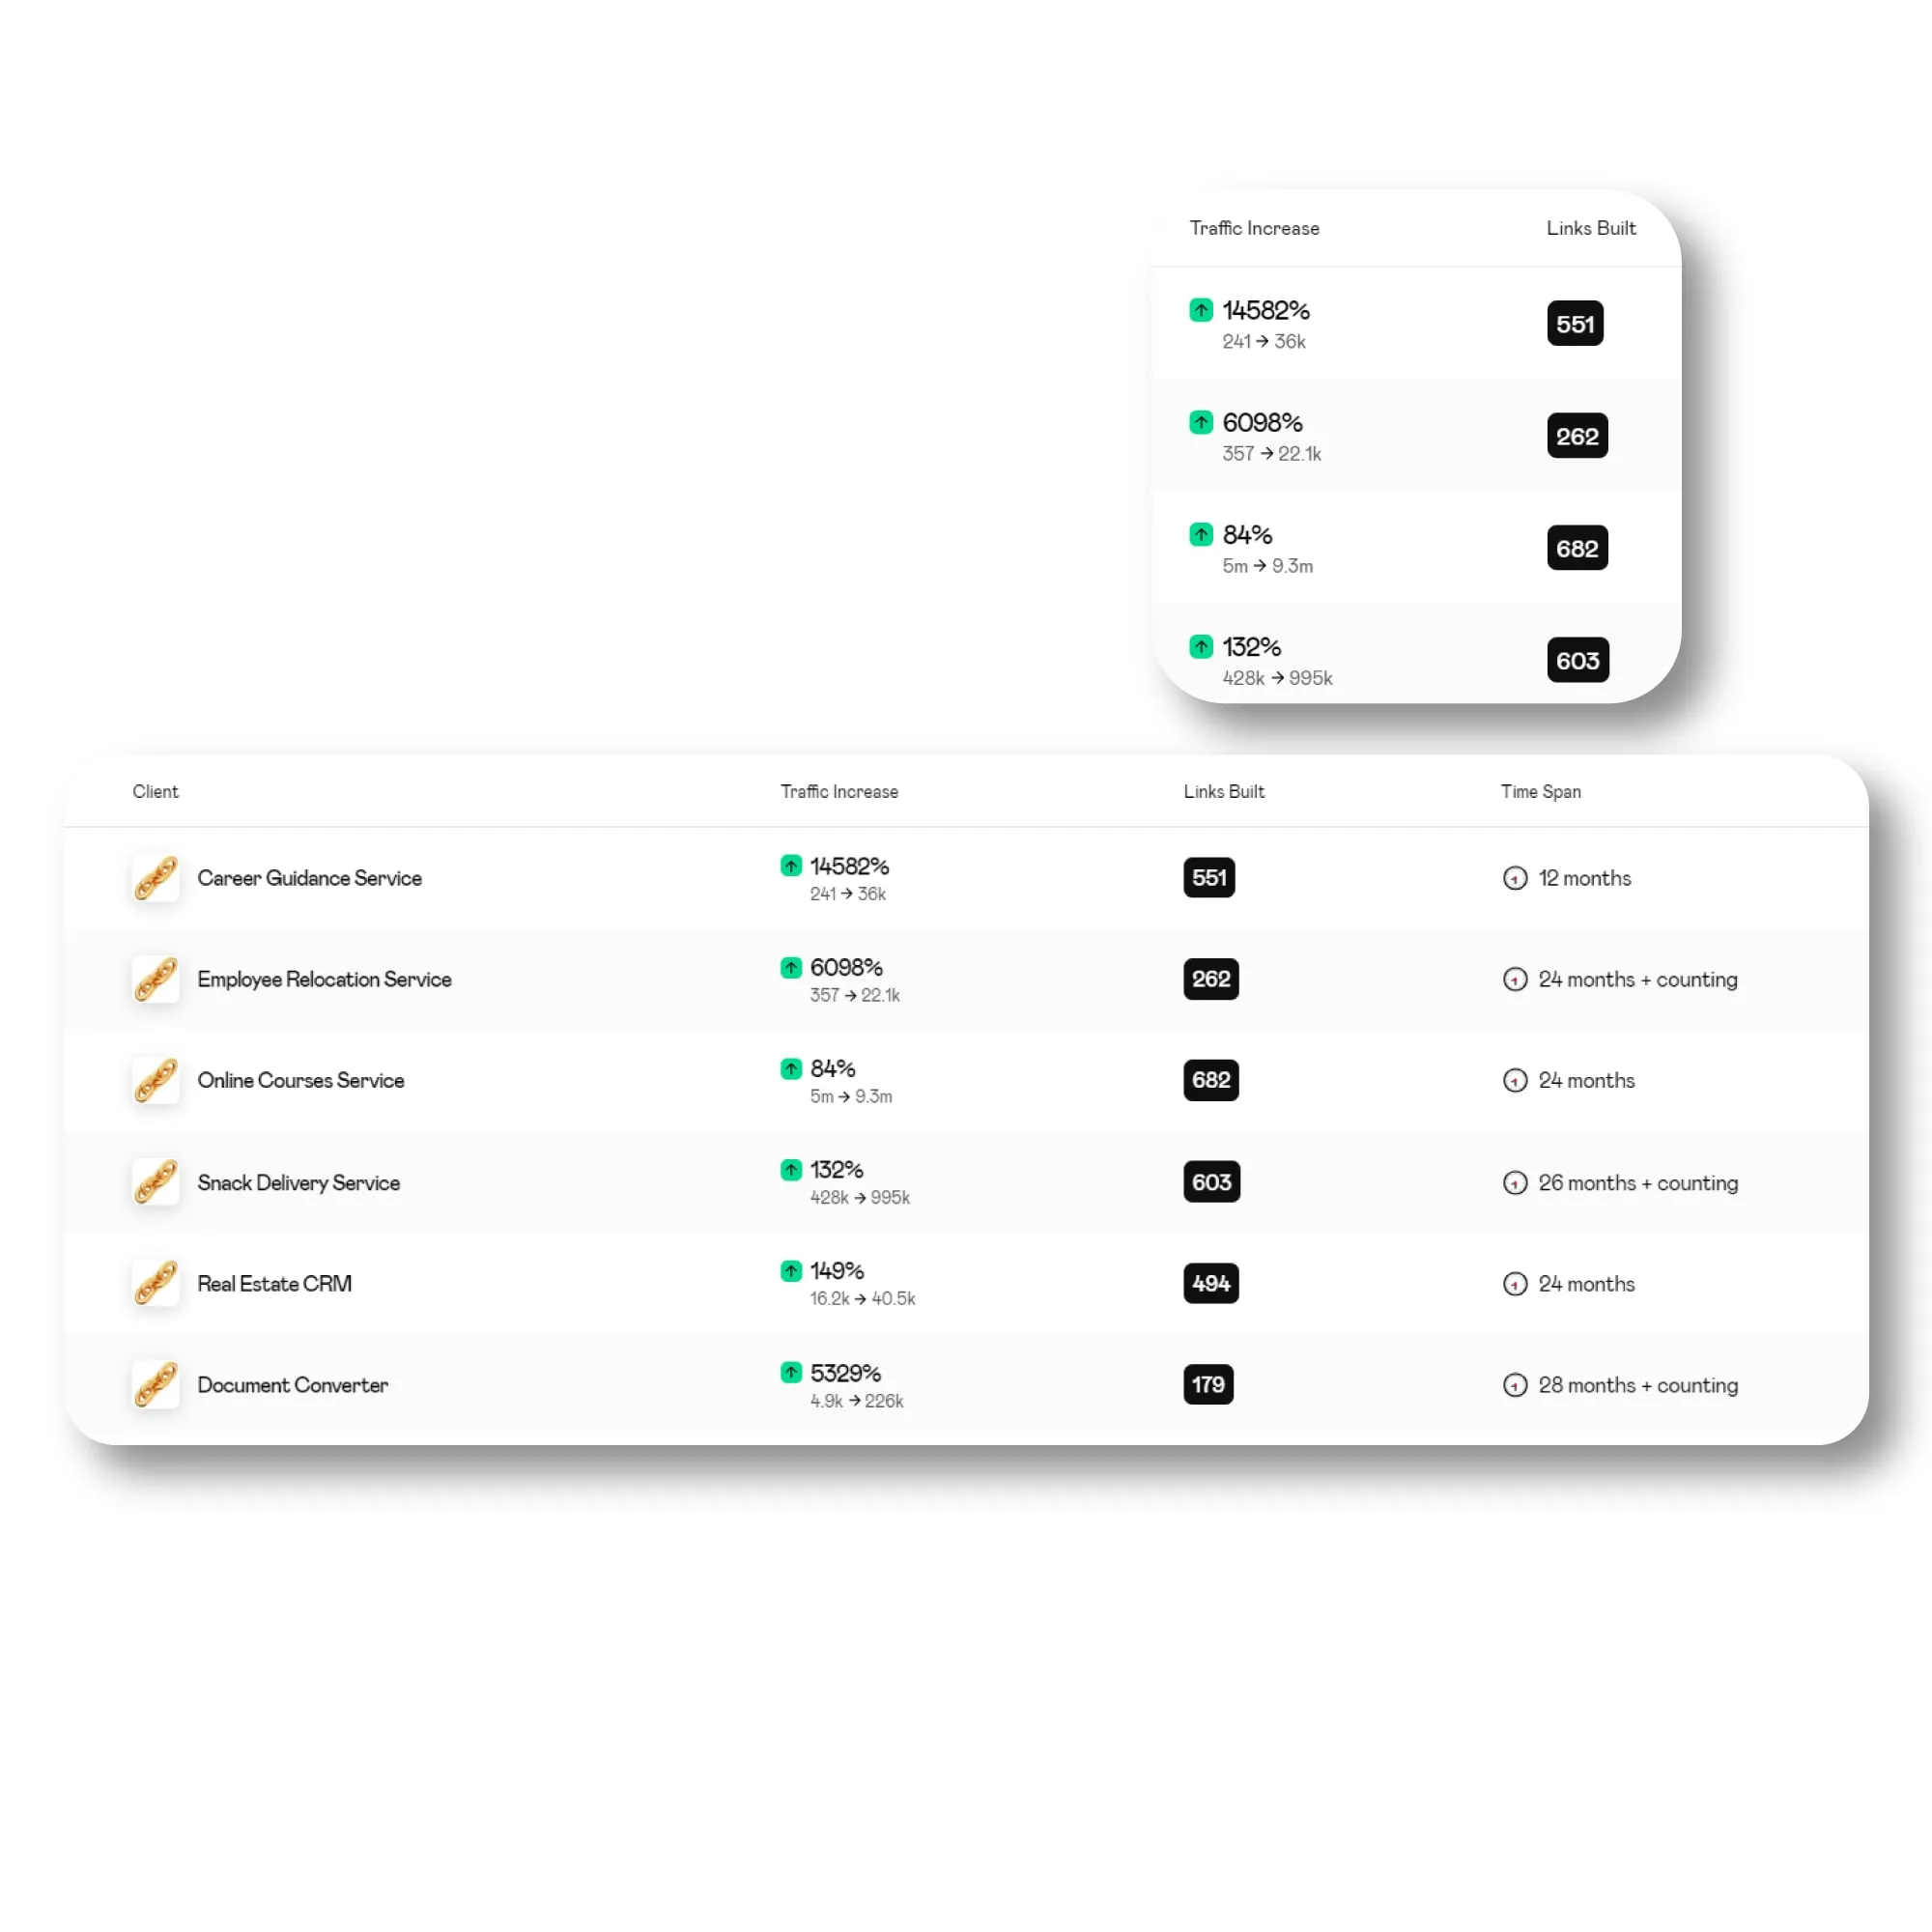 Traffic Increase Links Built
14582% 551
241 → 36k
6098% 262
357 → 22.1k
84% 682
5m → 9.3m
132% 603
428k → 995k
Client Traffic Increase Links Built Time Span
Career Guidance Service 14582% 551 12 months
241 → 36k
Employee Relocation Service 6098% 262 24 months + counting
357 → 22.1k
Online Courses Service 84% 682 24 months
5m → 9.3m
Snack Delivery Service 132% 603 26 months + counting
428k → 995k
Real Estate CRM 149% 494 24 months
16.2k → 40.5k
Document Converter 5329% 179 28 months + counting
4.9k → 226k